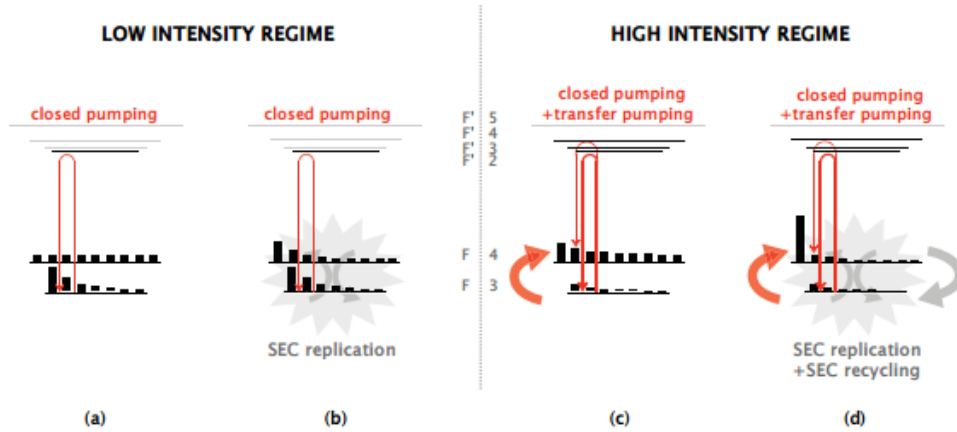 LOW INTENSITY REGIME
HIGH INTENSITY REGIME
closed pumping
closed pumping
closed pumping
+transfer pumping
closed pumping
+transfer pumping
F' 5
F' 4
F' 3
F' 2
F 4
F 3
SEC replication
SEC replication
+SEC recycling
(a)
(b)
(c)
(d)